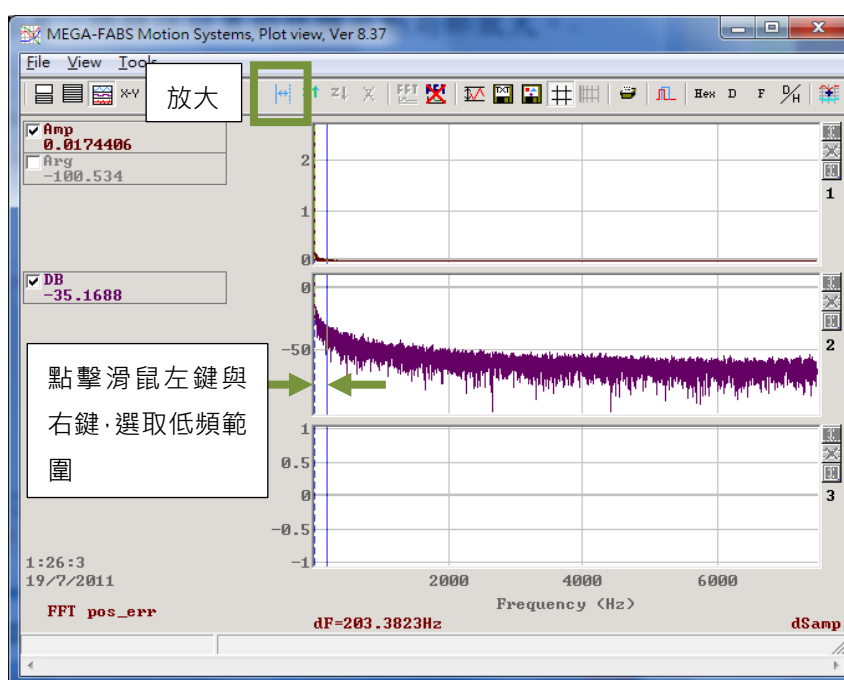 MEGA-FABS Motion Systems, Plot view, Ver 8.37
File View Tools
放大
X-Y
FFT
TXT
Hex D F D/H
Amp
0.0174406
Arg
-100.534
2
1
0
1
DB
-35.1688
0
-50
2
點擊滑鼠左鍵與
右鍵，選取低頻範
圍
1
0.5
0
-0.5
-1
3
1:26:3
19/7/2011
2000 4000 6000
Frequency (Hz)
FFT pos_err
dF=203.3823Hz
dSamp